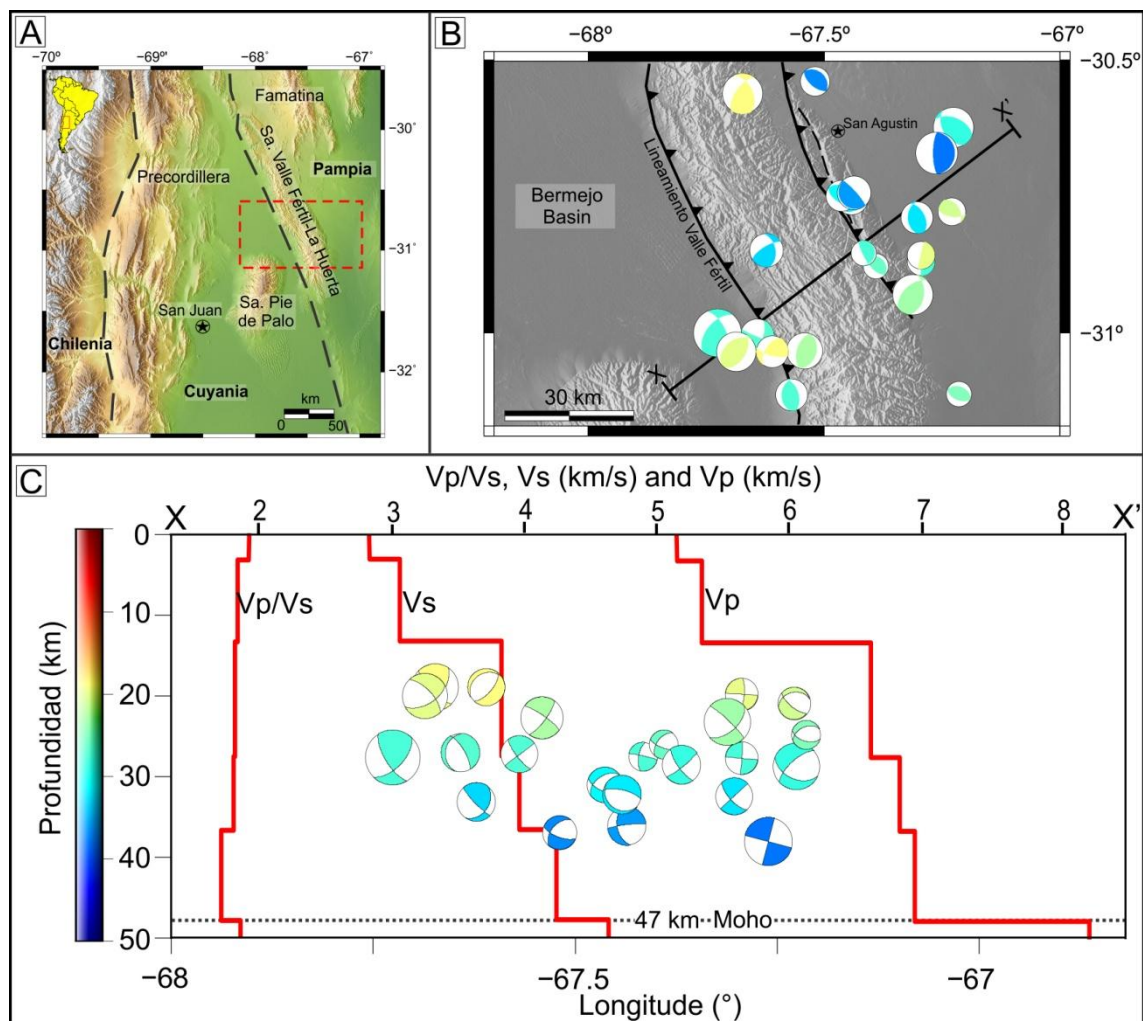 A
−70° −69° −68° −67°
Famatina
−30°
Sa. Valle Fértil-La Huerta
Pampia
Precordillera
−31°
San Juan
Sa. Pie
de Palo
Chilenia
−32°
Cuyania
km
0 50
B
−68° −67.5° −67°
−30.5°
San Agustin
X'
Bermejo
Basin
Lineamiento Valle Fértil
−31°
X
30 km
C
Vp/Vs, Vs (km/s) and Vp (km/s)
X 2 3 4 5 6 7 8 X'
0
10
20
30
40
50
Profundidad (km)
Vp/Vs
Vs
Vp
47 km Moho
−68 −67.5 −67
Longitude (°)